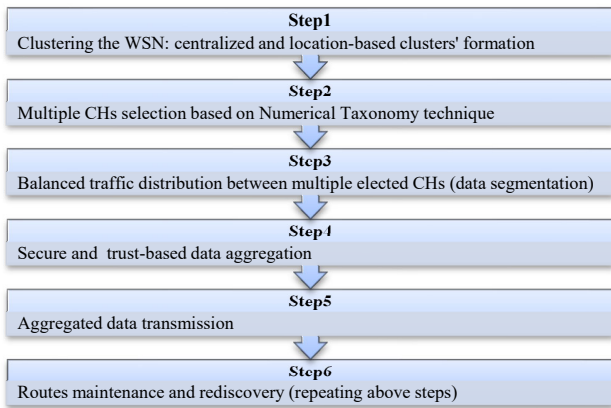 Step1
Clustering the WSN: centralized and location-based clusters' formation
Step2
Multiple CHs selection based on Numerical Taxonomy technique
Step3
Balanced traffic distribution between multiple elected CHs (data segmentation)
Step4
Secure and trust-based data aggregation
Step5
Aggregated data transmission
Step6
Routes maintenance and rediscovery (repeating above steps)